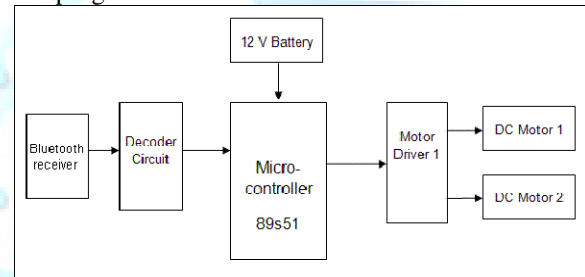 12 V Battery
Bluetooth
receiver
Decoder
Circuit
Micro-
controller
89s51
Motor
Driver 1
DC Motor 1
DC Motor 2